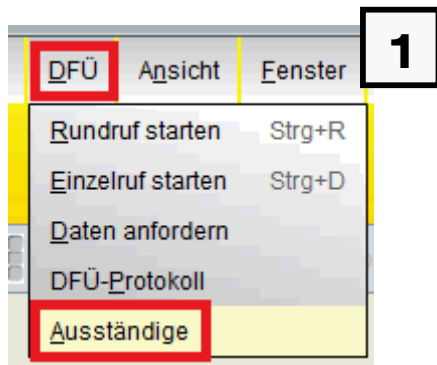 1
DFÜ Ansicht Fenster
Rundruf starten Strg+R
Einzelruf starten Strg+D
Daten anfordern
DFÜ-Protokoll
Ausständige